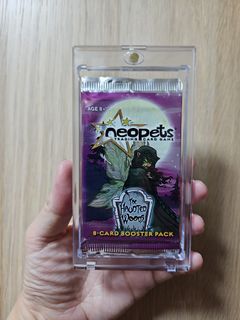 AGE 8+
neopets
TRADING CARD GAME
The
HAUNTED
WOODS
8-CARD BOOSTER PACK